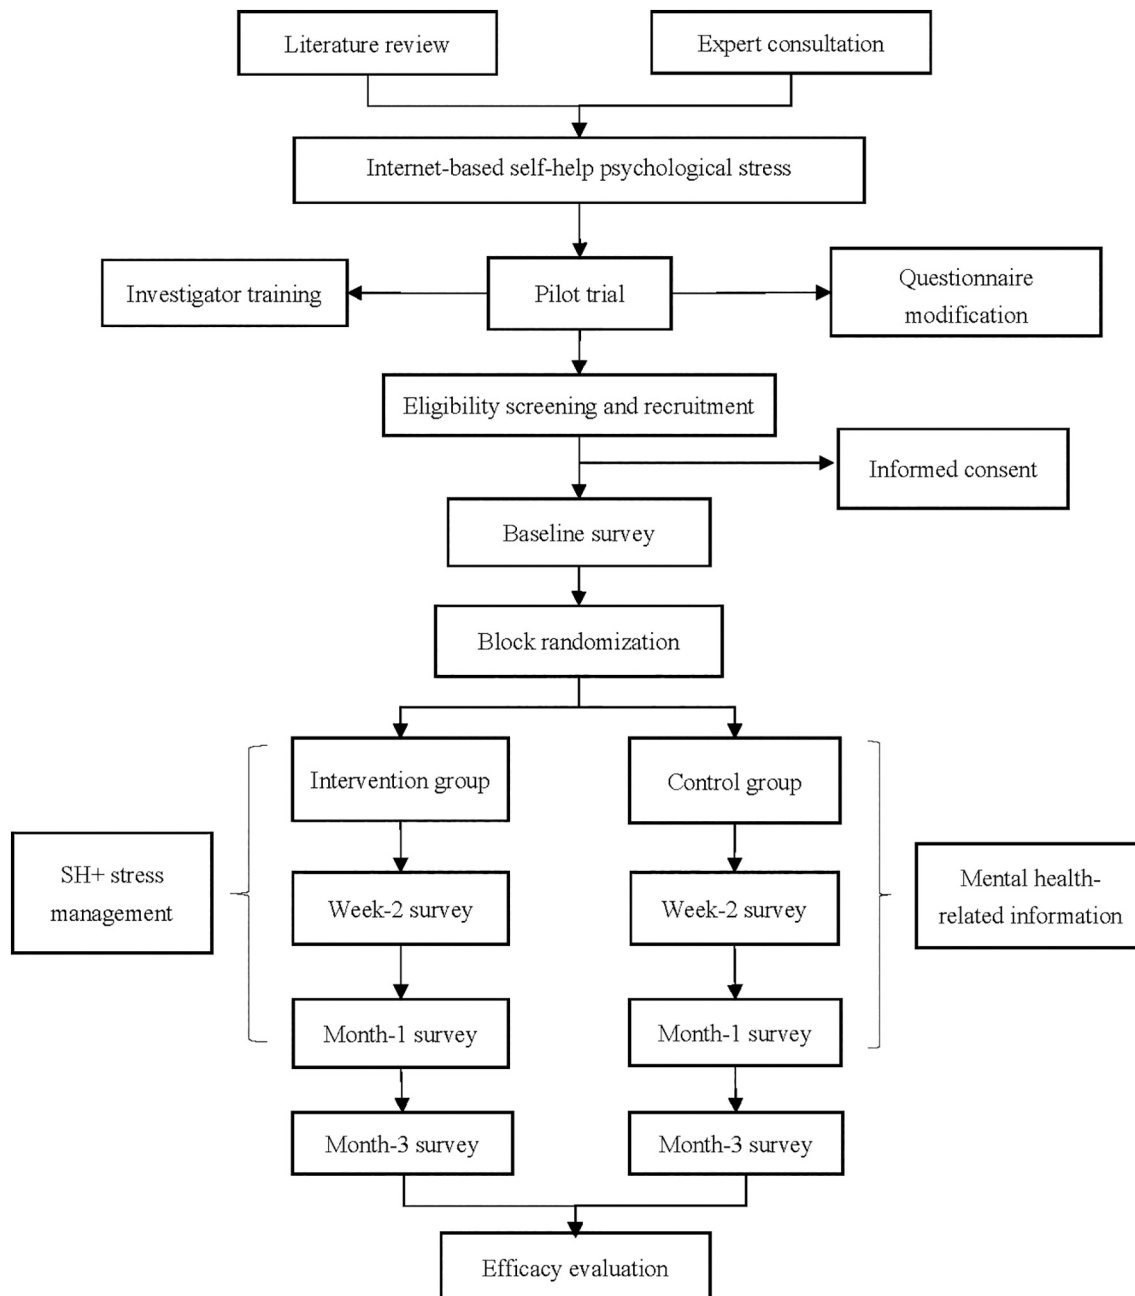 Literature review
Expert consultation
Internet-based self-help psychological stress
Investigator training
Pilot trial
Questionnaire
modification
Eligibility screening and recruitment
Informed consent
Baseline survey
Block randomization
Intervention group
Control group
SH+ stress
management
Week-2 survey
Week-2 survey
Mental health-
related information
Month-1 survey
Month-1 survey
Month-3 survey
Month-3 survey
Efficacy evaluation